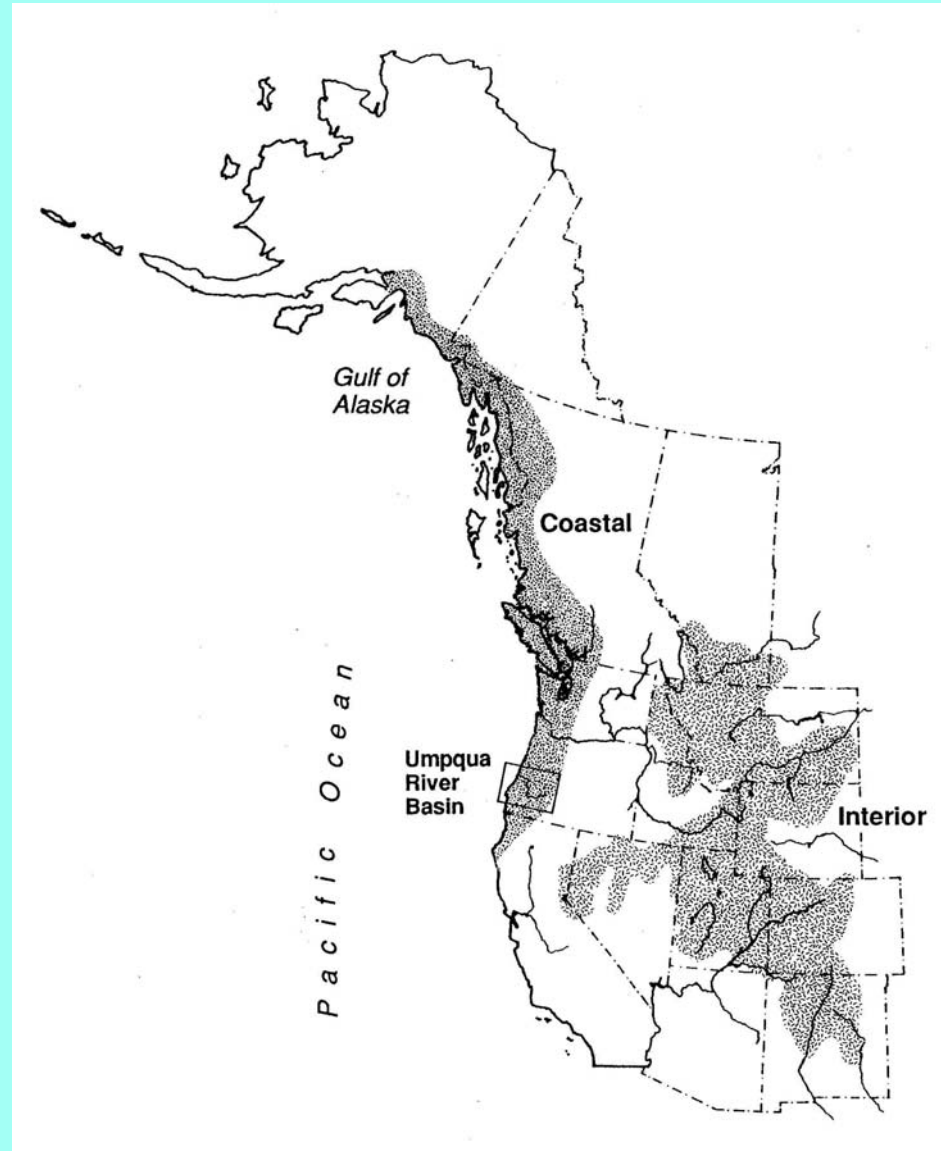 Gulf of
Alaska
Coastal
Pacific Ocean
Umpqua
River
Basin
Interior